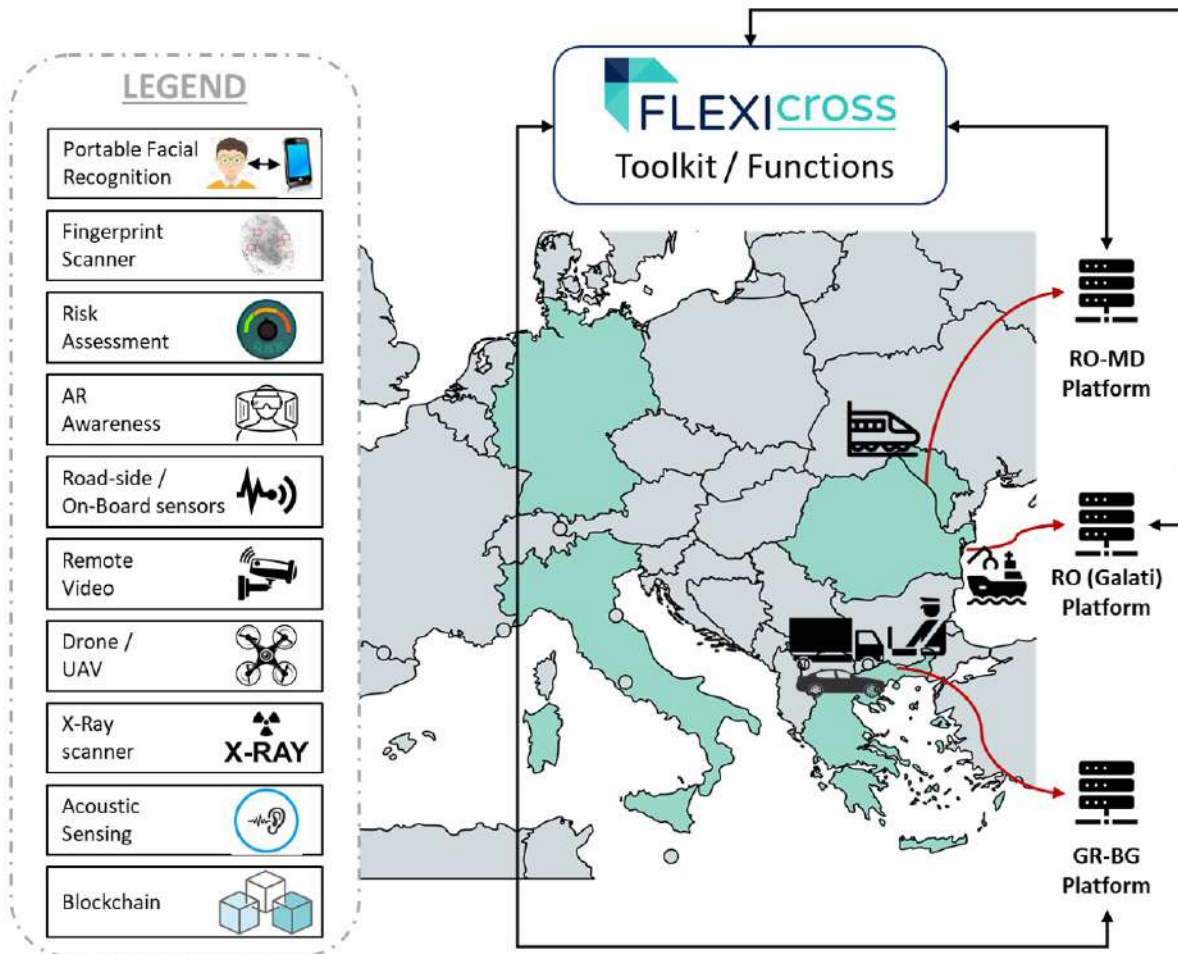 LEGEND
Portable Facial
Recognition
Fingerprint
Scanner
Risk
Assessment
AR
Awareness
Road-side /
On-Board sensors
Remote
Video
Drone /
UAV
X-Ray
scanner
X-RAY
Acoustic
Sensing
Blockchain
FLEXIcross
Toolkit / Functions
RO-MD
Platform
RO (Galati)
Platform
GR-BG
Platform